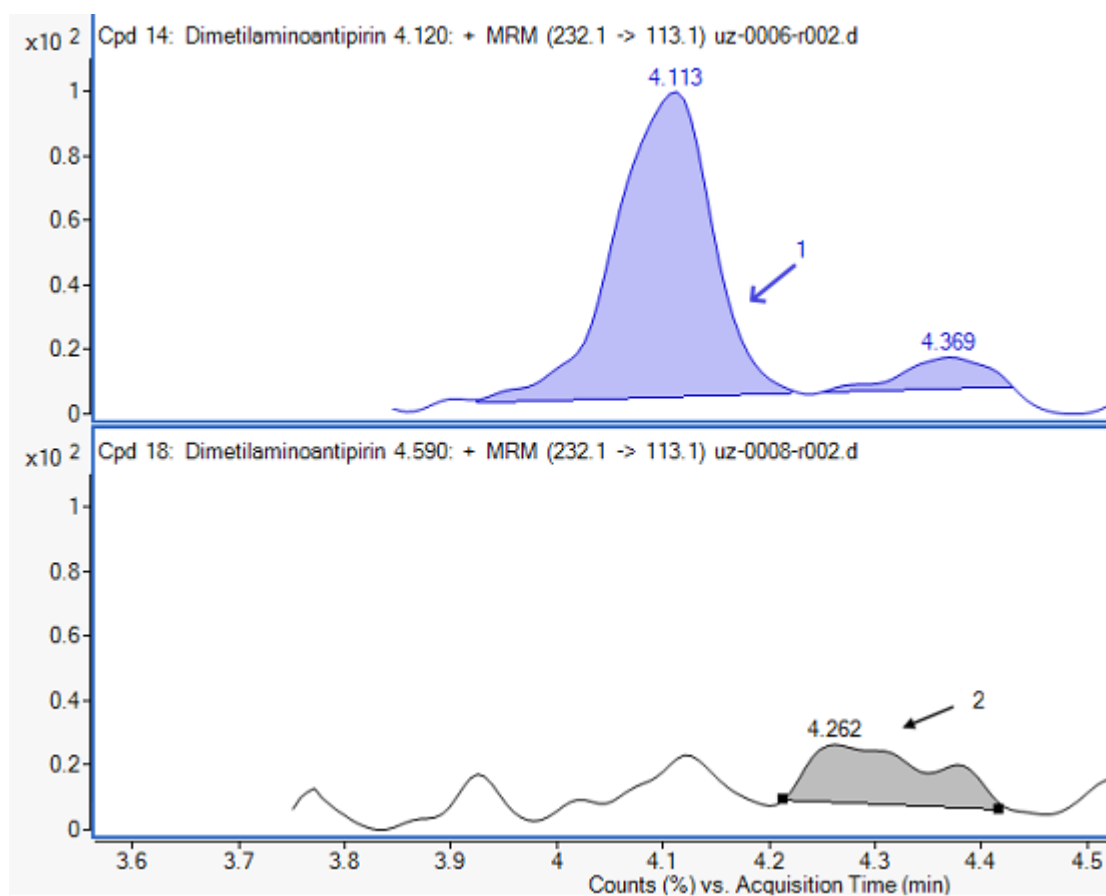 x10 2
Cpd 14: Dimetilaminoantipirin 4.120: + MRM (232.1 -> 113.1) uz-0006-r002.d
4.113
1
1
0.8
0.6
0.4
0.2
4.369
0
x10 2
Cpd 18: Dimetilaminoantipirin 4.590: + MRM (232.1 -> 113.1) uz-0008-r002.d
1
0.8
0.6
0.4
2
4.262
0.2
0
3.6 3.7 3.8 3.9 4 4.1 4.2 4.3 4.4 4.5
Counts (%) vs. Acquisition Time (min)